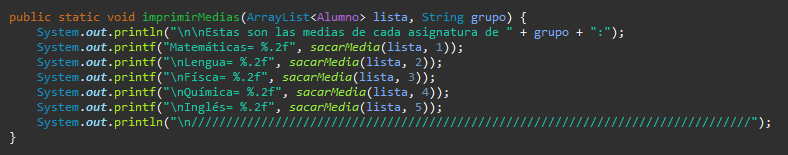 public static void imprimirMedias(ArrayList<Alumno> lista, String grupo) {
    System.out.println("\n\nEstas son las medias de cada asignatura de " + grupo + ":");
    System.out.printf("Matemáticas= %.2f", sacarMedia(lista, 1));
    System.out.printf("\nLengua= %.2f", sacarMedia(lista, 2));
    System.out.printf("\nFísca= %.2f", sacarMedia(lista, 3));
    System.out.printf("\nQuímica= %.2f", sacarMedia(lista, 4));
    System.out.printf("\nInglés= %.2f", sacarMedia(lista, 5));
    System.out.println("\n////////////////////////////////////////////////////////////////////////////////");
}